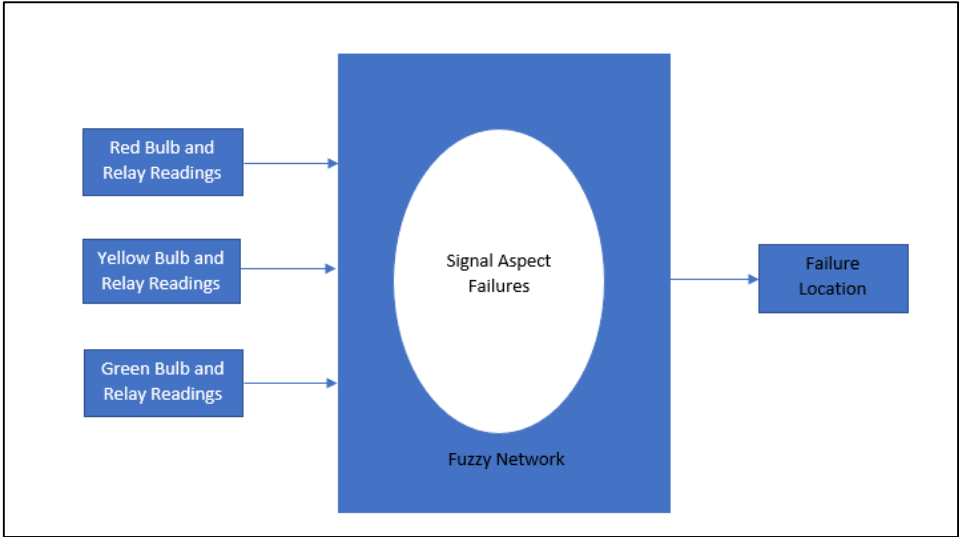 Red Bulb and
Relay Readings
Yellow Bulb and
Relay Readings
Green Bulb and
Relay Readings
Signal Aspect
Failures
Fuzzy Network
Failure
Location